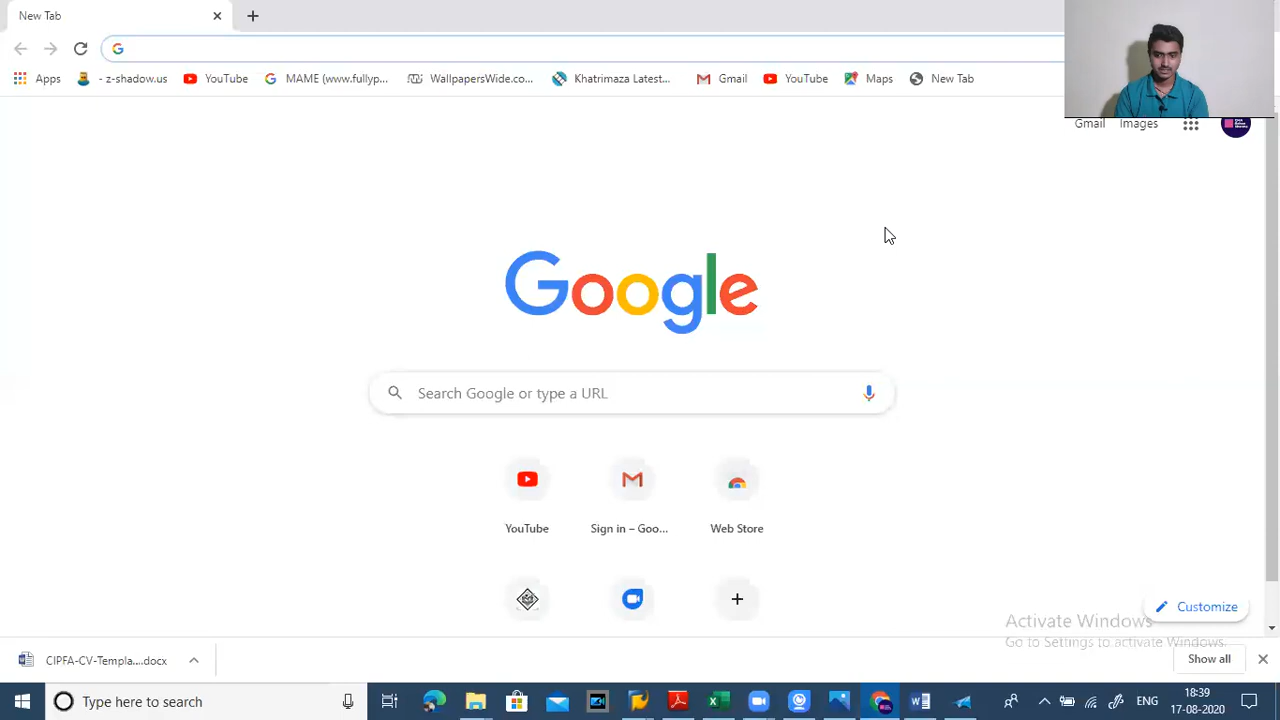 New Tab
Apps
- z-shadow.us
YouTube
MAME (www.fullyp...
WallpapersWide.co...
Khatrimaza Latest...
Gmail
YouTube
Maps
New Tab
Gmail
Images
Google
Search Google or type a URL
YouTube
Sign in – Goo...
Web Store
Customize
Activate Windows
Go to Settings to activate Windows.
CIPFA-CV-Templa....docx
Show all
Type here to search
ENG
18:39
17-08-2020